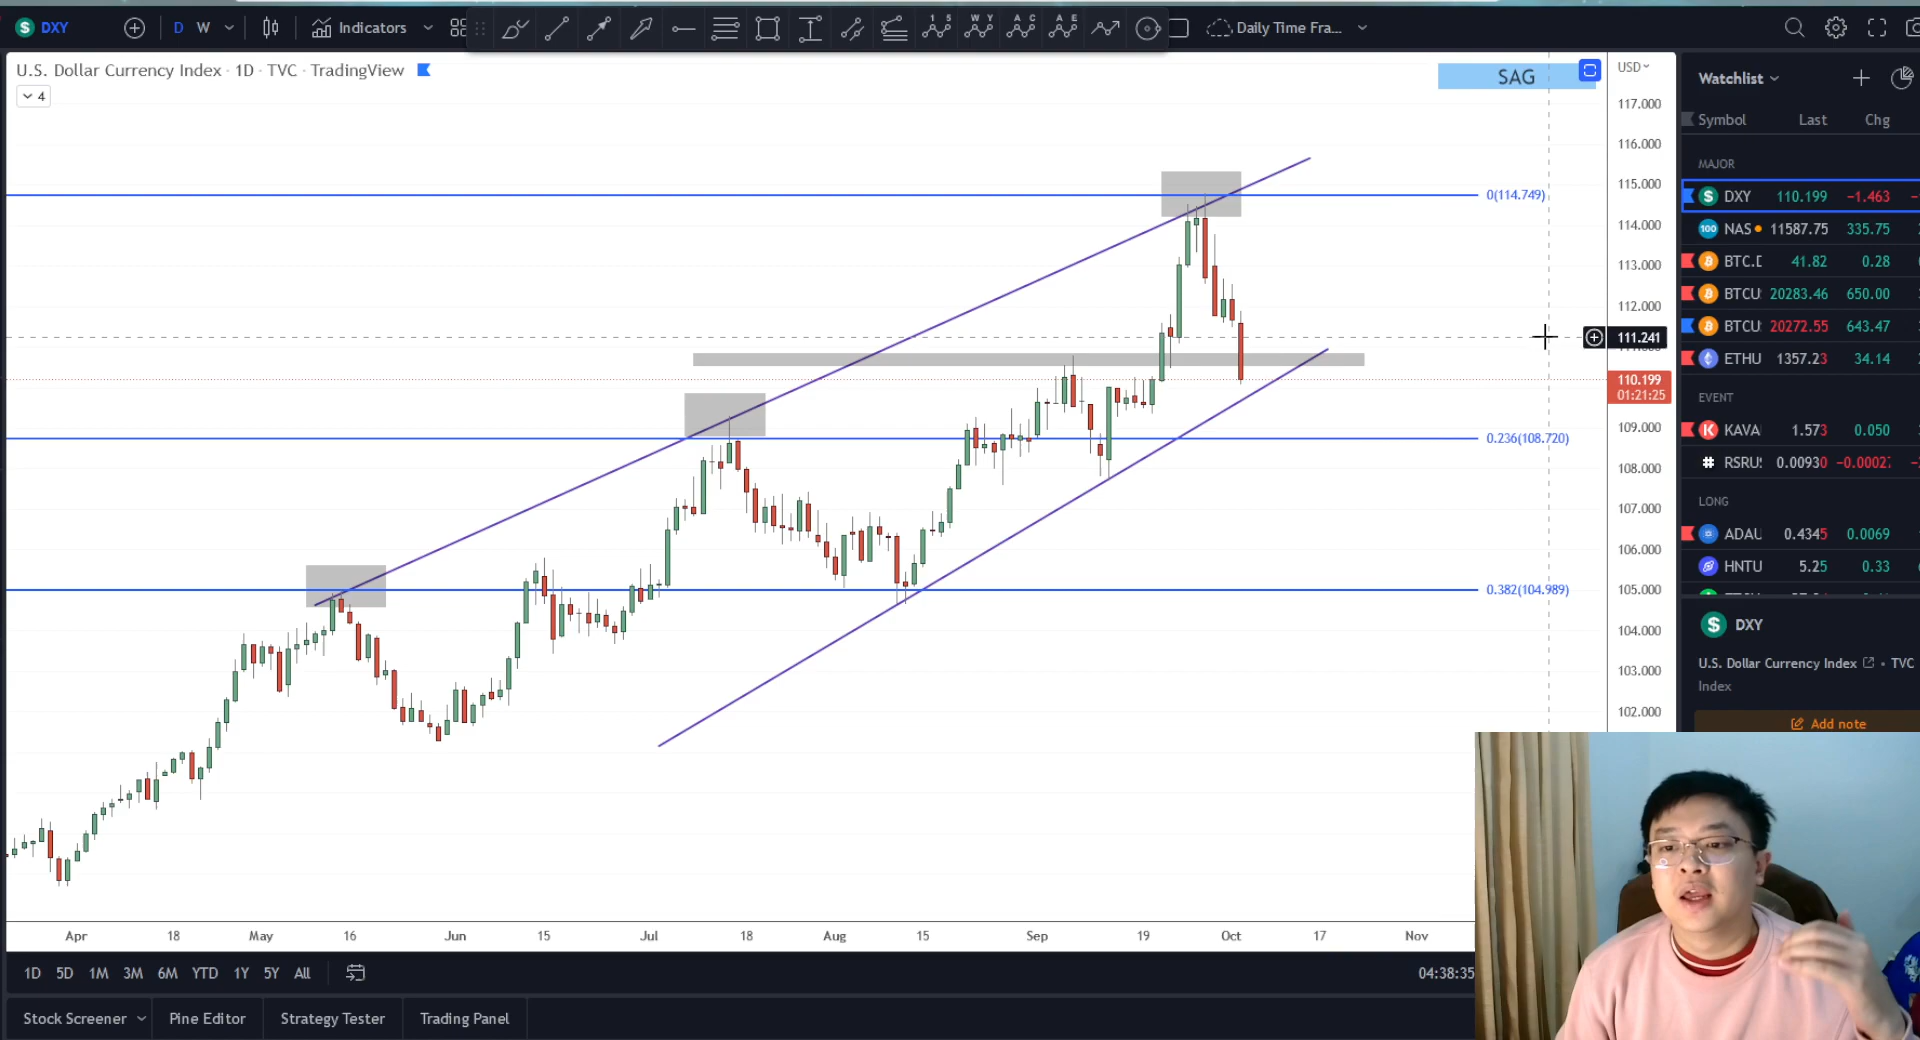 DXY
D W
Indicators
1 5
W Y
A C
A E
Daily Time Fra...
U.S. Dollar Currency Index · 1D · TVC · TradingView
4
SAG
USD
117.000
116.000
115.000
114.000
113.000
112.000
111.241
110.199
01:21:25
109.000
108.000
107.000
106.000
105.000
104.000
103.000
102.000
0(114.749)
0.236(108.720)
0.382(104.989)
Apr 18 May 16 Jun 15 Jul 18 Aug 15 Sep 19 Oct 17 Nov
1D 5D 1M 3M 6M YTD 1Y 5Y All
04:38:35
Stock Screener Pine Editor Strategy Tester Trading Panel
Watchlist
Symbol Last Chg
MAJOR
DXY 110.199 −1.463
100 NAS 11587.75 335.75
BTC.D 41.82 0.28
BTCU 20283.46 650.00
BTCU 20272.55 643.47
ETHU 1357.23 34.14
EVENT
KAVA 1.573 0.050
RSRU 0.00930 −0.00027
LONG
ADAU 0.4345 0.0069
HNTU 5.25 0.33
DXY
U.S. Dollar Currency Index • TVC
Index
Add note